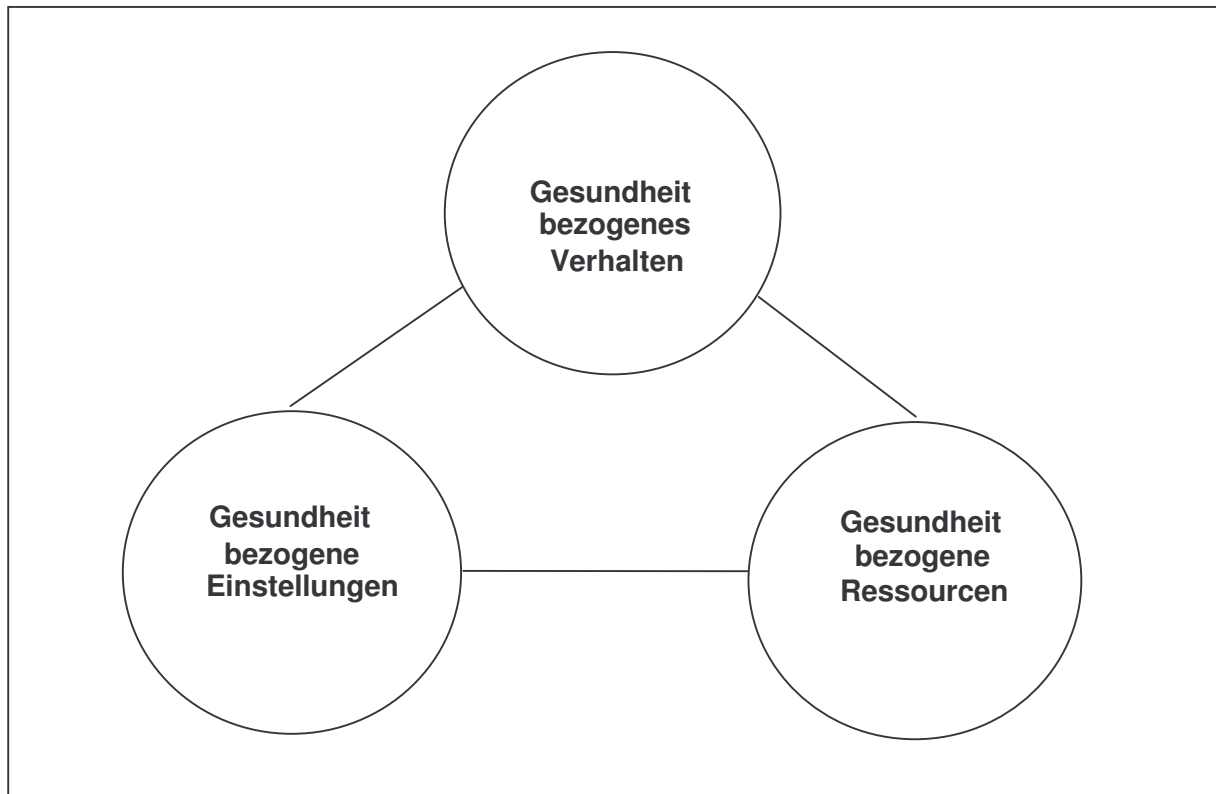 Gesundheit
bezogenes
Verhalten
Gesundheit
bezogene
Einstellungen
Gesundheit
bezogene
Ressourcen